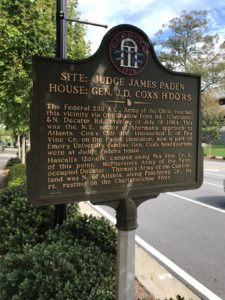 SITE: JUDGE JAMES PADEN
HOUSE; GEN. J.D. COX'S HDQRS
The Federal 23d A.C., Army of the Ohio, reached
this vicinity via Old Shallow Ford Rd. (Clairmont)
& N. Decatur Rd., evening of July 19, 1864. This
was the N.E. sector of Sherman's approach to
Atlanta. Cox's (3d) div. bivouacked E. of Pea
Vine Cr. on the Paden plantation, now a part of
Emory University campus. Gen. Cox's headquarters
were at Judge Paden's house.
Hascall's (2d) div. camped along Pea Vine Cr. S.
of this point. McPherson's Army of the Tenn.
occupied Decatur; Thomas's Army of the Cumber-
land was N. of Atlanta, along Peachtree Cr., its
rt. resting on the Chattahoochee river.